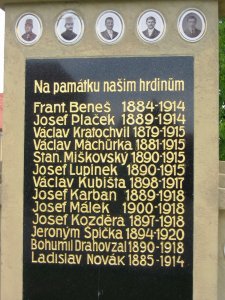 Na památku našim hrdinům
Frant. Beneš 1884-1914
Josef Plaček 1889-1914
Václav Kratochvíl 1879-1915
Václav Machůrka 1881-1915
Stan. Miškovský 1890-1915
Josef Lupínek 1890-1915
Václav Kubišta 1898-1917
Josef Karban 1889-1918
Josef Málek 1900-1918
Josef Kozděra 1897-1918
Jeroným Špička 1894-1920
Bohumil Drahovzal 1890-1918
Ladislav Novák 1885-1914